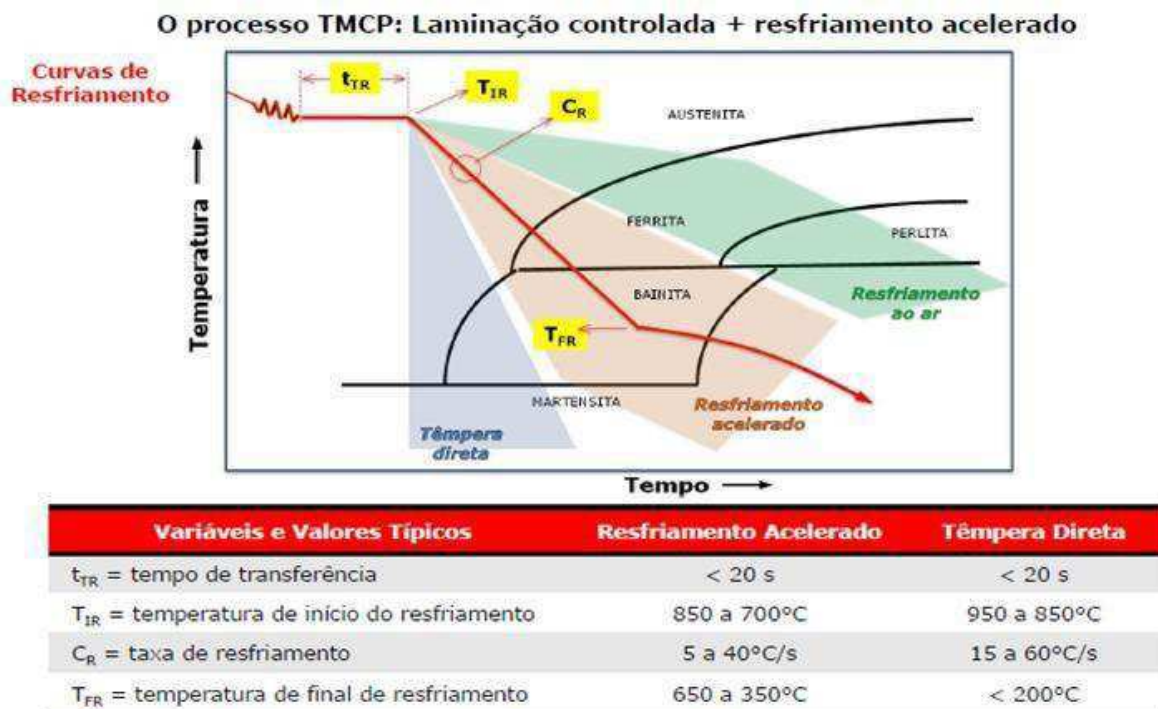 O processo TMCP: Laminação controlada + resfriamento acelerado
Curvas de
Resfriamento
tTR
TIR
CR
AUSTENITA
Temperatura
FERRITA
PERLITA
BAINITA
Resfriamento
ao ar
TFR
MARTENSITA
Resfriamento
acelerado
Têmpera
direta
Tempo
Variáveis e Valores Típicos Resfriamento Acelerado Têmpera Direta
tTR = tempo de transferência < 20 s < 20 s
TIR = temperatura de início do resfriamento 850 a 700°C 950 a 850°C
CR = taxa de resfriamento 5 a 40°C/s 15 a 60°C/s
TFR = temperatura de final de resfriamento 650 a 350°C < 200°C